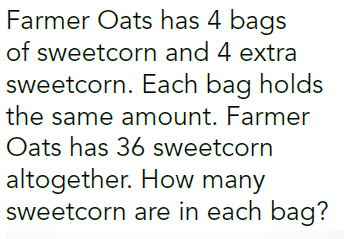 Farmer Oats has 4 bags
of sweetcorn and 4 extra
sweetcorn. Each bag holds
the same amount. Farmer
Oats has 36 sweetcorn
altogether. How many
sweetcorn are in each bag?